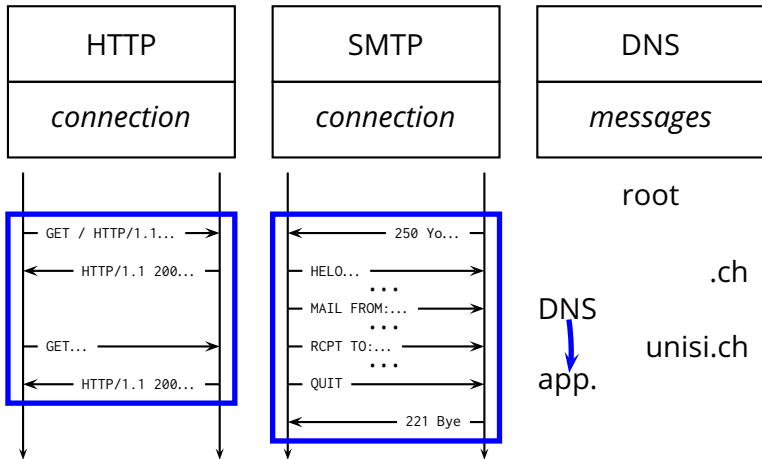 HTTP
connection
GET / HTTP/1.1...
HTTP/1.1 200...
GET...
HTTP/1.1 200...
SMTP
connection
250 Yo...
HELO...
...
MAIL FROM:...
...
RCPT TO:...
...
QUIT
221 Bye
DNS
messages
root
.ch
DNS
unisi.ch
app.